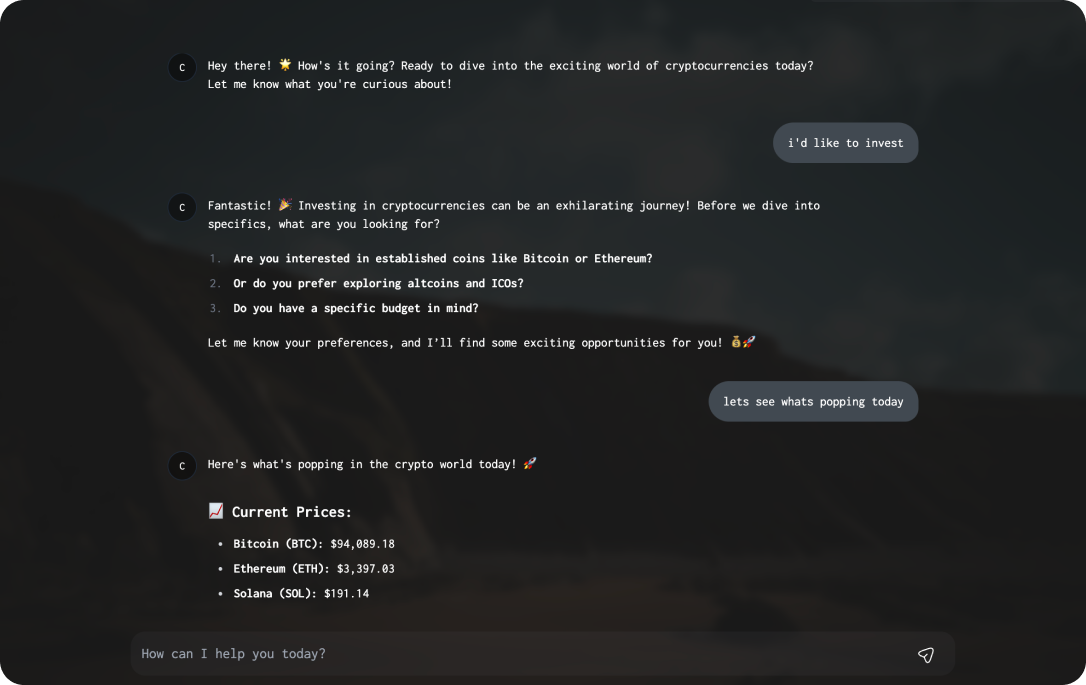 C
Hey there! 🌟 How's it going? Ready to dive into the exciting world of cryptocurrencies today?
Let me know what you're curious about!
i'd like to invest
C
Fantastic! 🎉 Investing in cryptocurrencies can be an exhilarating journey! Before we dive into
specifics, what are you looking for?
1. Are you interested in established coins like Bitcoin or Ethereum?
2. Or do you prefer exploring altcoins and ICOs?
3. Do you have a specific budget in mind?
Let me know your preferences, and I’ll find some exciting opportunities for you! 💰🚀
lets see whats popping today
C
Here's what's popping in the crypto world today! 🚀
📈 Current Prices:
• Bitcoin (BTC): $94,089.18
• Ethereum (ETH): $3,397.03
• Solana (SOL): $191.14
How can I help you today?